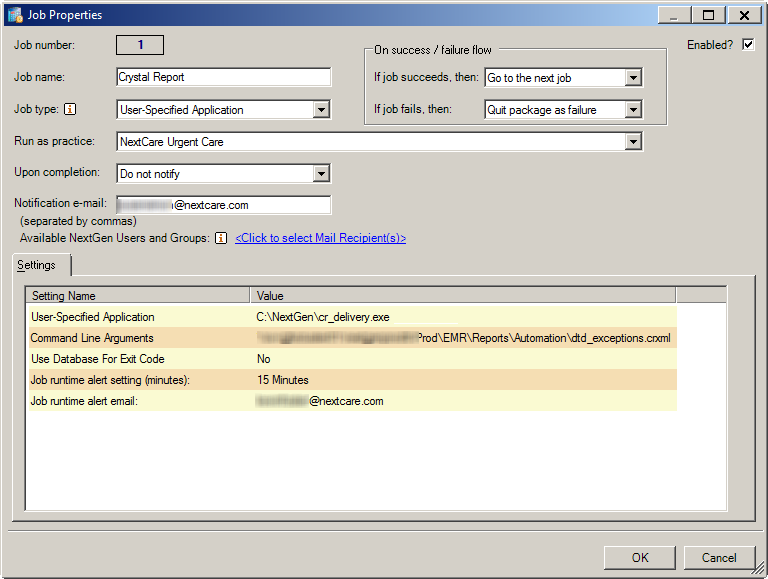 Job Properties
Job number: 1
On success / failure flow
Enabled?
Job name: Crystal Report
If job succeeds, then: Go to the next job
Job type: i User-Specified Application
If job fails, then: Quit package as failure
Run as practice: NextCare Urgent Care
Upon completion: Do not notify
Notification e-mail: @nextcare.com
(separated by commas)
Available NextGen Users and Groups: i <Click to select Mail Recipient(s)>
Settings
Setting Name Value
User-Specified Application C:\NextGen\cr_delivery.exe
Command Line Arguments Prod\EMR\Reports\Automation\dtd_exceptions.crxml
Use Database For Exit Code No
Job runtime alert setting (minutes): 15 Minutes
Job runtime alert email: @nextcare.com
OK Cancel